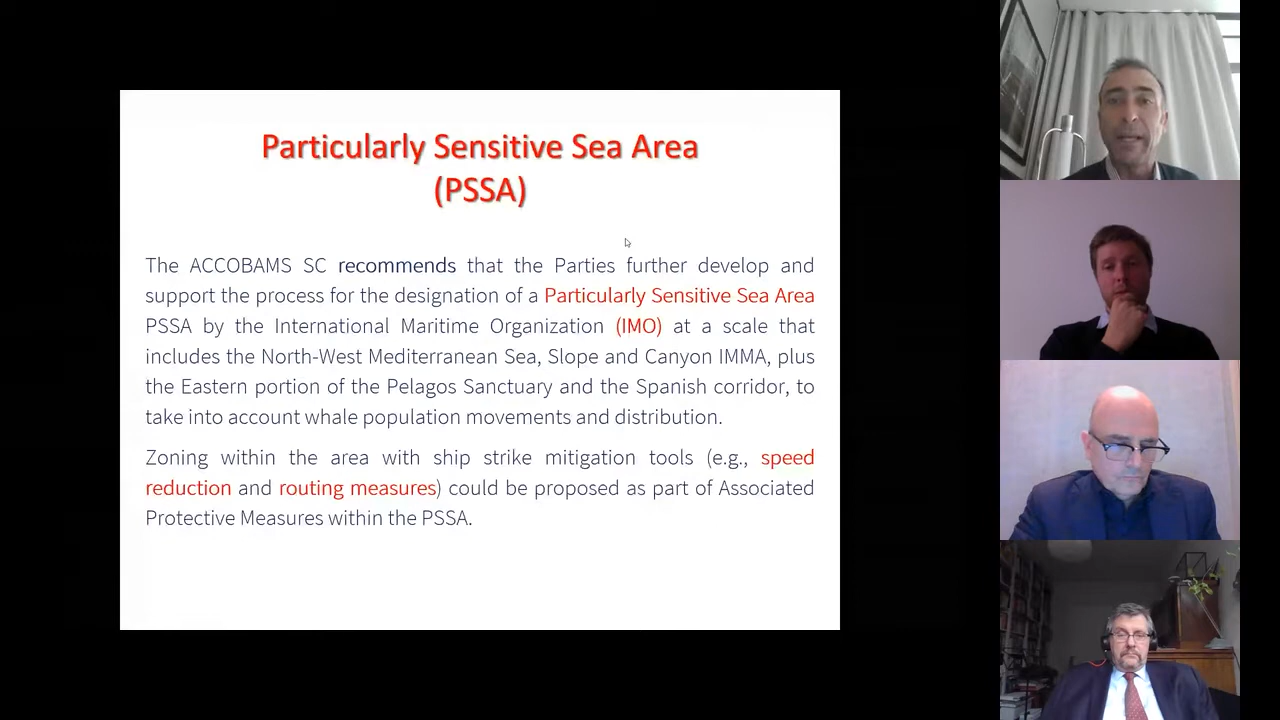 Particularly Sensitive Sea Area
(PSSA)
The ACCOBAMS SC recommends that the Parties further develop and
support the process for the designation of a Particularly Sensitive Sea Area
PSSA by the International Maritime Organization (IMO) at a scale that
includes the North-West Mediterranean Sea, Slope and Canyon IMMA, plus
the Eastern portion of the Pelagos Sanctuary and the Spanish corridor, to
take into account whale population movements and distribution.
Zoning within the area with ship strike mitigation tools (e.g., speed
reduction and routing measures) could be proposed as part of Associated
Protective Measures within the PSSA.